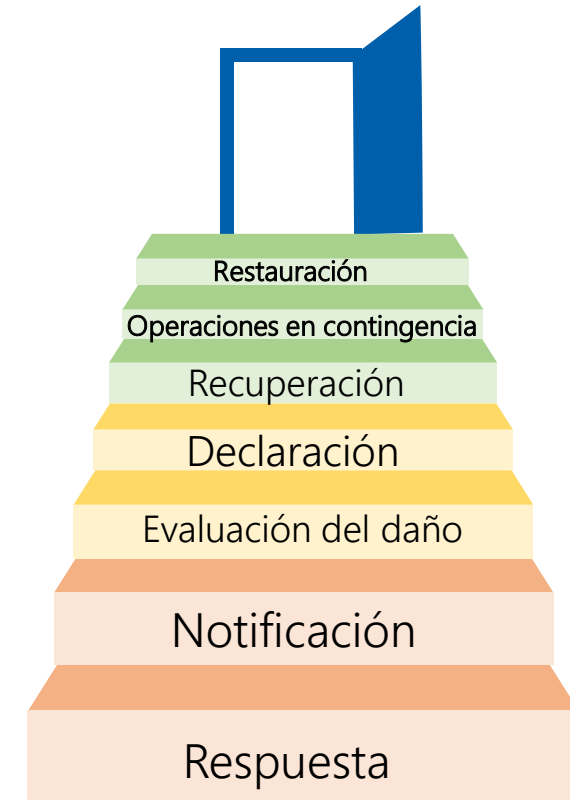 Restauración
Operaciones en contingencia
Recuperación
Declaración
Evaluación del daño
Notificación
Respuesta